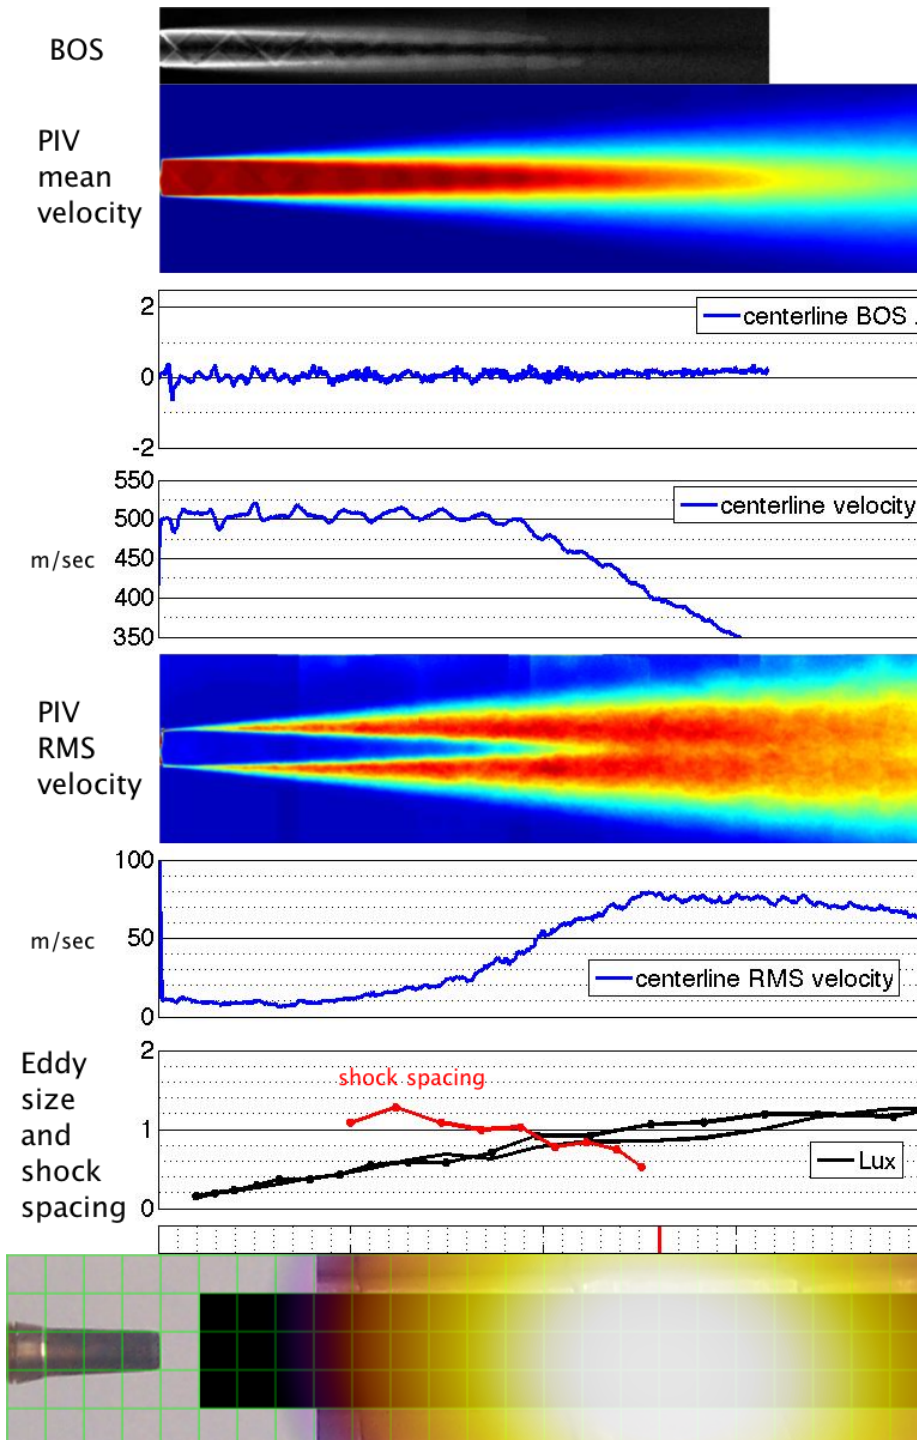 BOS
PIV
mean
velocity
2
centerline BOS .
0
-2
550
centerline velocity
500
m/sec
450
400
350
PIV
RMS
velocity
100
m/sec
50
centerline RMS velocity
0
Eddy
size
and
shock
spacing
2
shock spacing
1
Lux
0